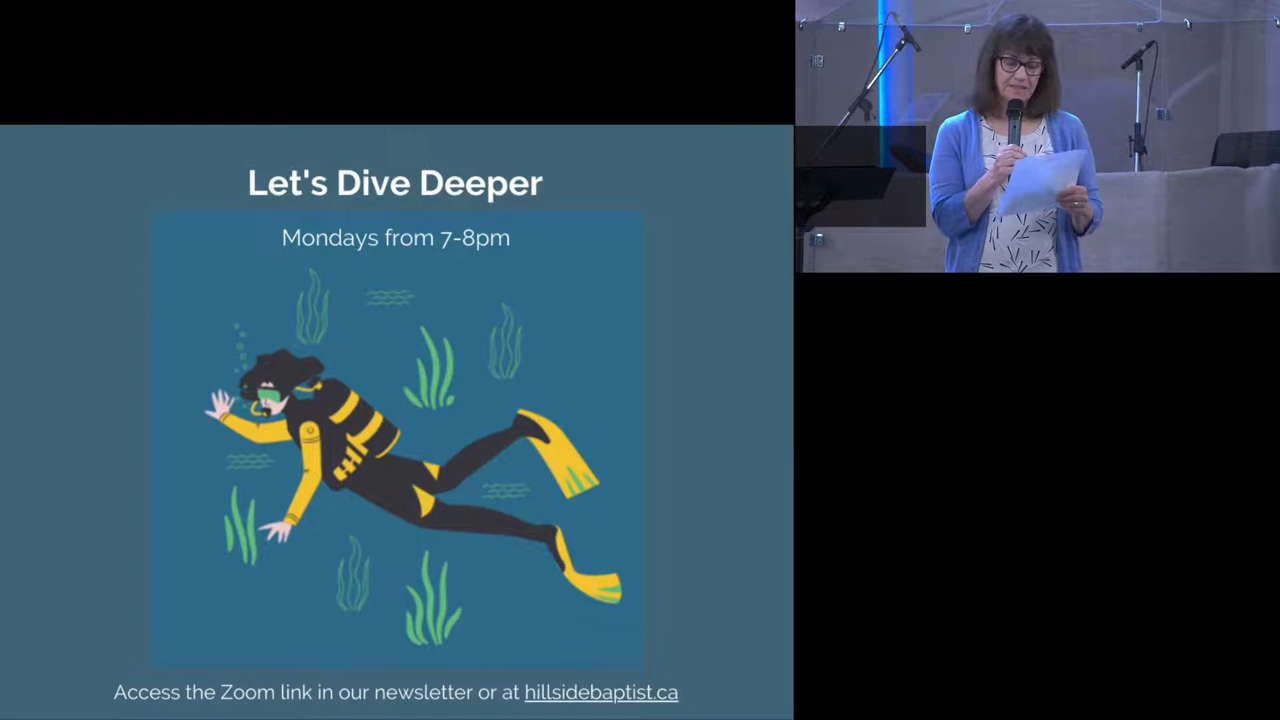 Let's Dive Deeper
Mondays from 7-8pm
Access the Zoom link in our newsletter or at hillsidebaptist.ca